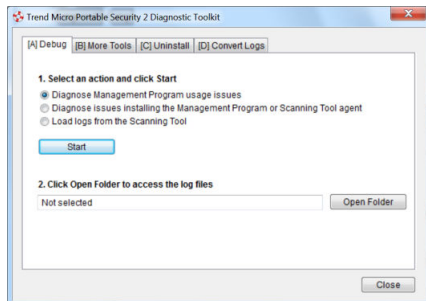 Trend Micro Portable Security 2 Diagnostic Toolkit
[A] Debug [B] More Tools [C] Uninstall [D] Convert Logs
1. Select an action and click Start
Diagnose Management Program usage issues
Diagnose issues installing the Management Program or Scanning Tool agent
Load logs from the Scanning Tool
Start
2. Click Open Folder to access the log files
Not selected Open Folder
Close